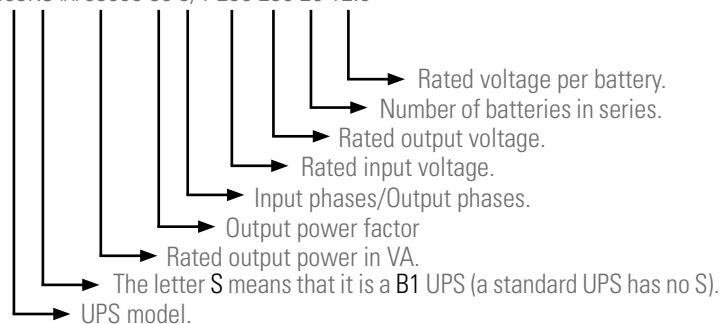 Rated voltage per battery.
Number of batteries in series.
Rated output voltage.
Rated input voltage.
Input phases/Output phases.
Output power factor
Rated output power in VA.
The letter S means that it is a B1 UPS (a standard UPS has no S).
UPS model.